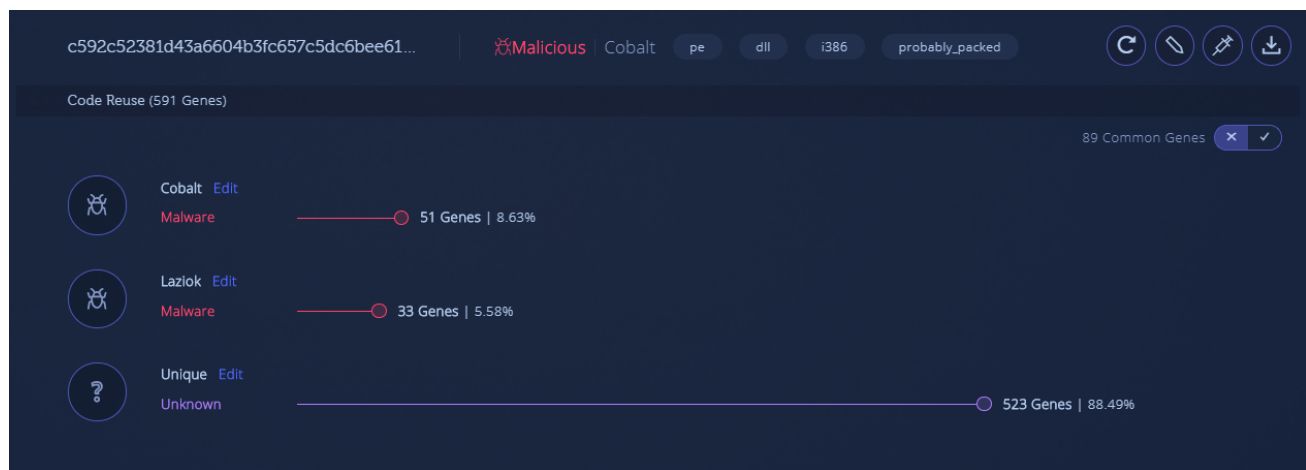 c592c52381d43a6604b3fc657c5dc6bee61... Malicious Cobalt pe dll i386 probably_packed
Code Reuse (591 Genes)
89 Common Genes
Cobalt Edit
Malware 51 Genes | 8.63%
Laziok Edit
Malware 33 Genes | 5.58%
Unique Edit
Unknown 523 Genes | 88.49%